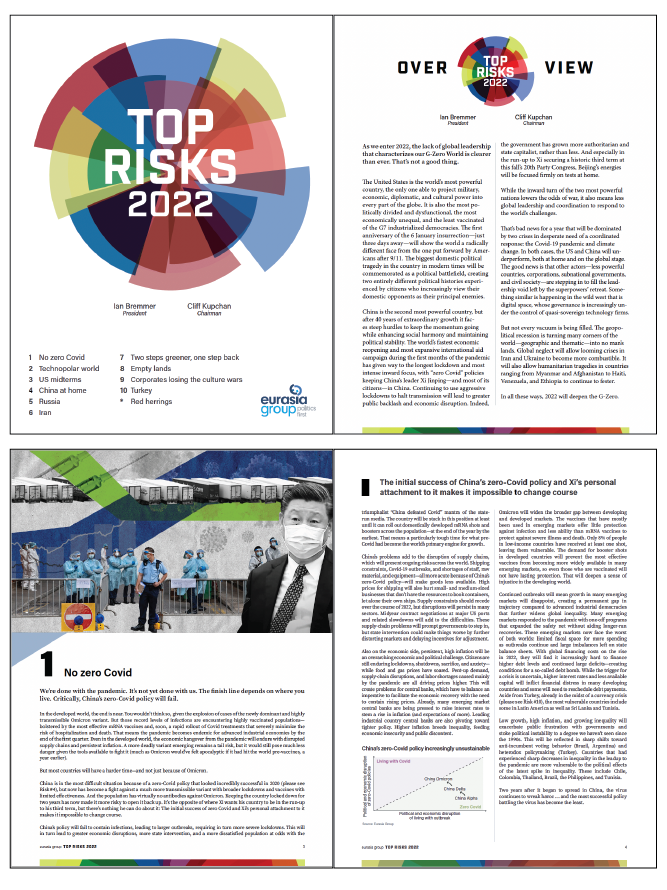 TOP
RISKS
2022
Ian Bremmer
President
Cliff Kupchan
Chairman
1 No zero Covid
2 Technopolar world
3 US midterms
4 China at home
5 Russia
6 Iran
7 Two steps greener, one step back
8 Empty lands
9 Corporates losing the culture wars
10 Turkey
* Red herrings
eurasia
group
politics
first
OVER
TOP
RISKS
2022
VIEW
Ian Bremmer
President
Cliff Kupchan
Chairman
As we enter 2022, the lack of global leadership
that characterizes our G-Zero World is clearer
than ever. That's not a good thing.
The United States is the world's most powerful
country, the only one able to project military,
economic, diplomatic, and cultural power into
every part of the globe. It is also the most po-
litically divided and dysfunctional, the most
economically unequal, and the least vaccinated
of the G7 industrialized democracies. The first
anniversary of the 6 January insurrection—just
three days away—will show the world a radically
different face from the one put forward by Amer-
icans after 9/11. The biggest domestic political
tragedy in the country in modern times will be
commemorated as a political battlefield, creating
two entirely different political histories experi-
enced by citizens who increasingly view their
domestic opponents as their principal enemies.
China is the second most powerful country, but
after 40 years of extraordinary growth it fac-
es steep hurdles to keep the momentum going
while enhancing social harmony and maintaining
political stability. The world's fastest economic
reopening and most expansive international aid
campaign during the first months of the pandemic
has given way to the longest lockdown and most
intense inward focus, with "zero Covid" policies
keeping China's leader Xi Jinping—and most of its
citizens—in China. Continuing to use aggressive
lockdowns to halt transmission will lead to greater
public backlash and economic disruption. Indeed,
the government has grown more authoritarian and
state capitalist, rather than less. And especially in
the run-up to Xi securing a historic third term at
this fall's 20th Party Congress, Beijing's energies
will be focused firmly on tests at home.
While the inward turn of the two most powerful
nations lowers the odds of war, it also means less
global leadership and coordination to respond to
the world's challenges.
That's bad news for a year that will be dominated
by two crises in desperate need of a coordinated
response: the Covid-19 pandemic and climate
change. In both cases, the US and China will un-
derperform, both at home and on the global stage.
The good news is that other actors—less powerful
countries, corporations, subnational governments,
and civil society—are stepping in to fill the lead-
ership void left by the superpowers' retreat. Some-
thing similar is happening in the wild west that is
digital space, whose governance is increasingly un-
der the control of quasi-sovereign technology firms.
But not every vacuum is being filled. The geopo-
litical recession is turning many corners of the
world—geographic and thematic—into no man's
lands. Global neglect will allow looming crises in
Iran and Ukraine to become more combustible. It
will also allow humanitarian tragedies in countries
ranging from Myanmar and Afghanistan to Haiti,
Venezuela, and Ethiopia to continue to fester.
In all these ways, 2022 will deepen the G-Zero.
1 No zero Covid
We're done with the pandemic. It's not yet done with us. The finish line depends on where you
live. Critically, China's zero-Covid policy will fail.
In the developed world, the end is near. You wouldn't think so, given the explosion of cases of the newly dominant and highly
transmissible Omicron variant. But those record levels of infections are encountering highly vaccinated populations—
bolstered by the most effective mRNA vaccines and, soon, a rapid rollout of Covid treatments that severely minimize the
risk of hospitalization and death. That means the pandemic becomes endemic for advanced industrial economies by the
end of the first quarter. Even in the developed world, the economic hangover from the pandemic will endure with disrupted
supply chains and persistent inflation. A more deadly variant emerging remains a tail risk, but it would still pose much less
danger given the tools available to fight it (much as Omicron would've felt apocalyptic if it had hit the world pre-vaccines, a
year earlier).
But most countries will have a harder time—and not just because of Omicron.
China is in the most difficult situation because of a zero-Covid policy that looked incredibly successful in 2020 (please see
Risk #4), but now has become a fight against a much more transmissible variant with broader lockdowns and vaccines with
limited effectiveness. And the population has virtually no antibodies against Omicron. Keeping the country locked down for
two years has now made it more risky to open it back up. It's the opposite of where Xi wants his country to be in the run-up
to his third term, but there's nothing he can do about it: The initial success of zero Covid and Xi's personal attachment to it
makes it impossible to change course.
China's policy will fail to contain infections, leading to larger outbreaks, requiring in turn more severe lockdowns. This will
in turn lead to greater economic disruptions, more state intervention, and a more dissatisfied population at odds with the
eurasia group TOP RISKS 2022
3
The initial success of China's zero-Covid policy and Xi's personal
attachment to it makes it impossible to change course
triumphalist "China defeated Covid" mantra of the state-
run media. The country will be stuck in this position at least
until it can roll out domestically developed mRNA shots and
boosters across the population—at the end of the year by the
earliest. That means a particularly tough time for what pre-
Covid had become the world's primary engine for growth.
China's problems add to the disruption of supply chains,
which will present ongoing risks across the world. Shipping
constraints, Covid-19 outbreaks, and shortages of staff, raw
material, and equipment—all more acute because of China's
zero-Covid policy—will make goods less available. High
prices for shipping will also hurt small- and medium-sized
businesses that don't have the resources to book containers,
let alone their own ships. Supply constraints should recede
over the course of 2022, but disruptions will persist in many
sectors. Midyear contract negotiations at major US ports
and related slowdowns will add to the difficulties. These
supply-chain problems will prompt governments to step in,
but state intervention could make things worse by further
distorting markets and delaying incentives for adjustment.
Also on the economic side, persistent, high inflation will be
an overarching economic and political challenge. Citizens are
still enduring lockdowns, shutdowns, sacrifice, and anxiety—
while food and gas prices have soared. Pent-up demand,
supply-chain disruptions, and labor shortages caused mainly
by the pandemic are all driving prices higher. This will
create problems for central banks, which have to balance an
imperative to facilitate the economic recovery with the need
to contain rising prices. Already, many emerging market
central banks are being pressed to raise interest rates to
stem a rise in inflation (and expectations of more). Leading
industrial country central banks are also pivoting toward
tighter policy. Higher inflation breeds inequality, feeding
economic insecurity and public discontent.
China's zero-Covid policy increasingly unsustainable
Political and economic disruption
of zero-Covid policies
Living with Covid
China Omicron
China Delta
China Alpha
Zero Covid
Political and economic disruption
of living with outbreak
Source: Eurasia Group
Omicron will widen the broader gap between developing
and developed markets. The vaccines that have mostly
been used in emerging markets offer little protection
against infection and less ability than mRNA vaccines to
protect against severe illness and death. Only 8% of people
in low-income countries have received at least one shot,
leaving them vulnerable. The demand for booster shots
in developed countries will prevent the most effective
vaccines from becoming more widely available in many
emerging markets, so even those who are vaccinated will
not have lasting protection. That will deepen a sense of
injustice in the developing world.
Continued outbreaks will mean growth in many emerging
markets will disappoint, creating a permanent gap in
trajectory compared to advanced industrial democracies
that further widens global inequality. Many emerging
markets responded to the pandemic with one-off programs
that expanded the safety net without aiding longer-run
recoveries. These emerging markets now face the worst
of both worlds: limited fiscal space for more spending
as outbreaks continue and large imbalances left on state
balance sheets. With global financing costs on the rise
in 2022, they will find it increasingly hard to finance
higher debt levels and continued large deficits—creating
conditions for a so-called debt bomb. While the trigger for
a crisis is uncertain, higher interest rates and less available
capital will inflict financial distress in many developing
countries and some will need to reschedule debt payments.
Aside from Turkey, already in the midst of a currency crisis
(please see Risk #10), the most vulnerable countries include
some in Latin America as well as Sri Lanka and Tunisia.
Low growth, high inflation, and growing inequality will
exacerbate public frustration with governments and
stoke political instability to a degree we haven't seen since
the 1990s. This will be reflected in sharp shifts toward
anti-incumbent voting behavior (Brazil, Argentina) and
heterodox policymaking (Turkey). Countries that had
experienced sharp decreases in inequality in the leadup to
the pandemic are more vulnerable to the political effects
of the latest spike in inequality. These include Chile,
Colombia, Thailand, Brazil, the Philippines, and Tunisia.
Two years after it began to spread in China, the virus
continues to wreak havoc … and the most successful policy
battling the virus has become the least.
eurasia group TOP RISKS 2022
4